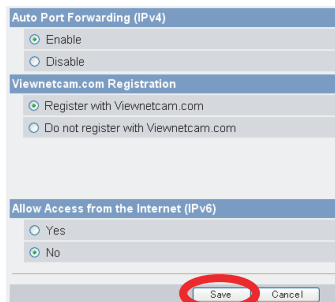 Auto Port Forwarding (IPv4)
Enable
Disable
Viewnetcam.com Registration
Register with Viewnetcam.com
Do not register with Viewnetcam.com
Allow Access from the Internet (IPv6)
Yes
No
Save Cancel